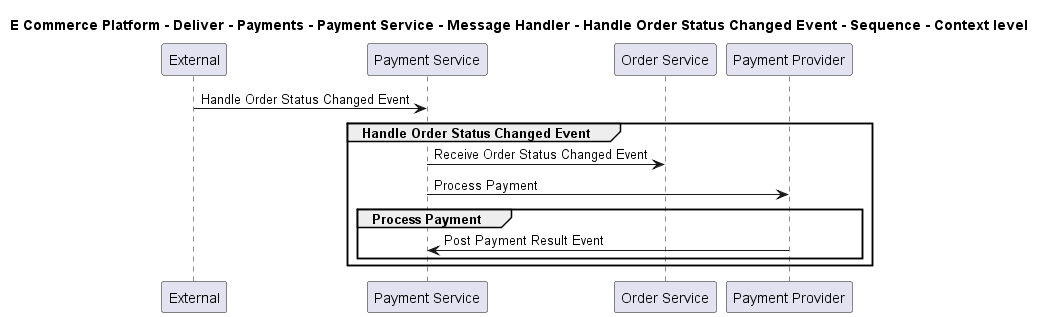 E Commerce Platform - Deliver - Payments - Payment Service - Message Handler - Handle Order Status Changed Event - Sequence - Context level
External Payment Service Order Service Payment Provider
Handle Order Status Changed Event
Handle Order Status Changed Event
Receive Order Status Changed Event
Process Payment
Process Payment
Post Payment Result Event
External Payment Service Order Service Payment Provider